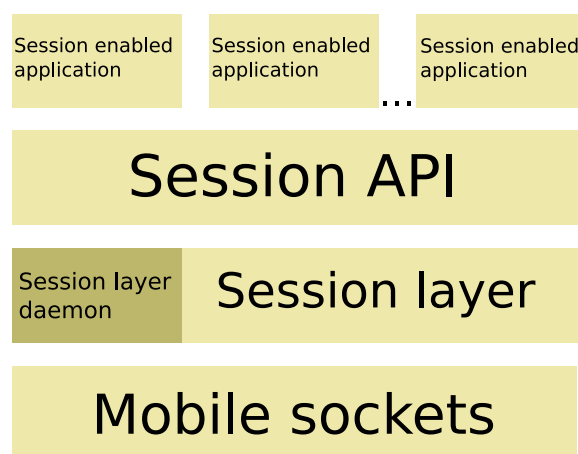 Session enabled
application
Session enabled
application
...
Session enabled
application
Session API
Session layer
daemon
Session layer
Mobile sockets